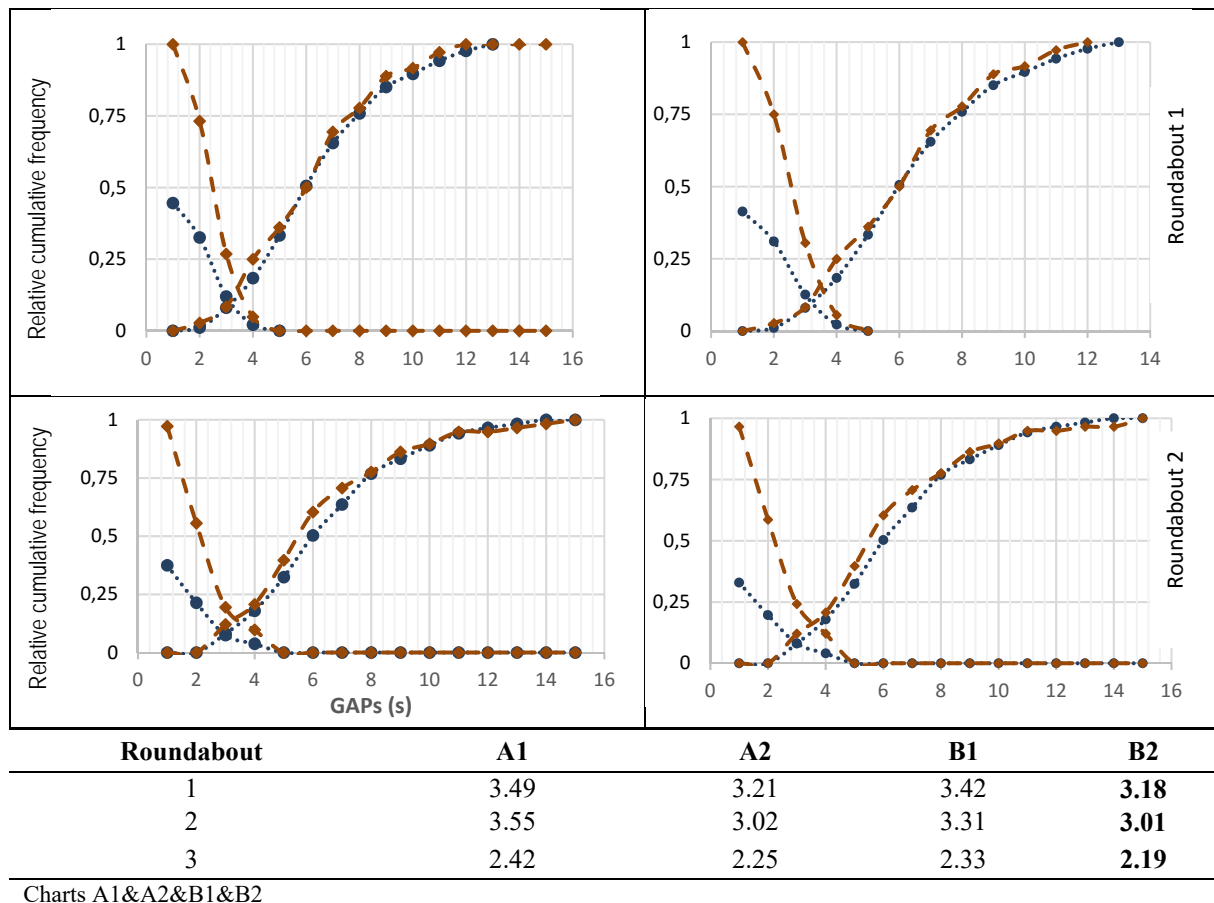 Relative cumulative frequency
1
0,75
0,5
0,25
0
0 2 4 6 8 10 12 14 16
1
0,75
0,5
0,25
0
0 2 4 6 8 10 12 14
Roundabout 1
Relative cumulative frequency
1
0,75
0,5
0,25
0
0 2 4 6 8 10 12 14 16
GAPs (s)
1
0,75
0,5
0,25
0
0 2 4 6 8 10 12 14 16
Roundabout 2
Roundabout A1 A2 B1 B2
1 3.49 3.21 3.42 3.18
2 3.55 3.02 3.31 3.01
3 2.42 2.25 2.33 2.19
Charts A1&A2&B1&B2